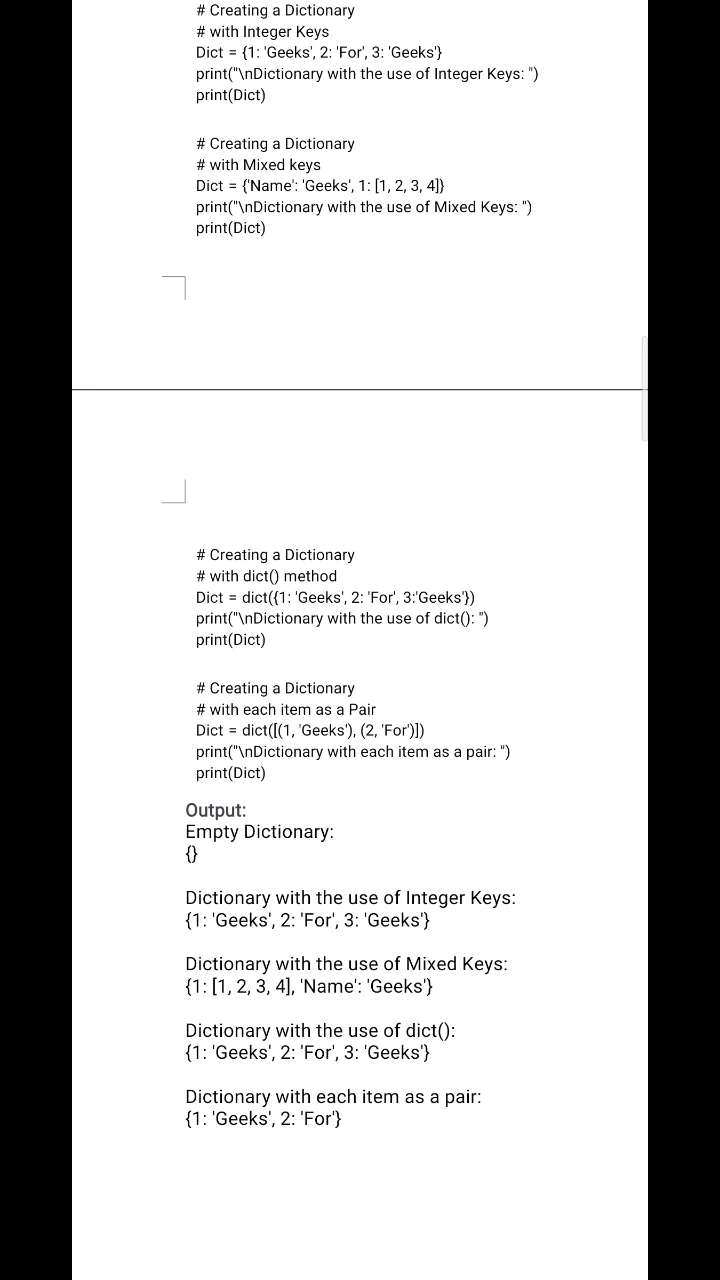 # Creating a Dictionary
# with Integer Keys
Dict = {1: 'Geeks', 2: 'For', 3: 'Geeks'}
print("\nDictionary with the use of Integer Keys: ")
print(Dict)
# Creating a Dictionary
# with Mixed keys
Dict = {'Name': 'Geeks', 1: [1, 2, 3, 4]}
print("\nDictionary with the use of Mixed Keys: ")
print(Dict)
# Creating a Dictionary
# with dict() method
Dict = dict({1: 'Geeks', 2: 'For', 3:'Geeks'})
print("\nDictionary with the use of dict(): ")
print(Dict)
# Creating a Dictionary
# with each item as a Pair
Dict = dict([(1, 'Geeks'), (2, 'For')])
print("\nDictionary with each item as a pair: ")
print(Dict)
Output:
Empty Dictionary:
{}
Dictionary with the use of Integer Keys:
{1: 'Geeks', 2: 'For', 3: 'Geeks'}
Dictionary with the use of Mixed Keys:
{1: [1, 2, 3, 4], 'Name': 'Geeks'}
Dictionary with the use of dict():
{1: 'Geeks', 2: 'For', 3: 'Geeks'}
Dictionary with each item as a pair:
{1: 'Geeks', 2: 'For'}